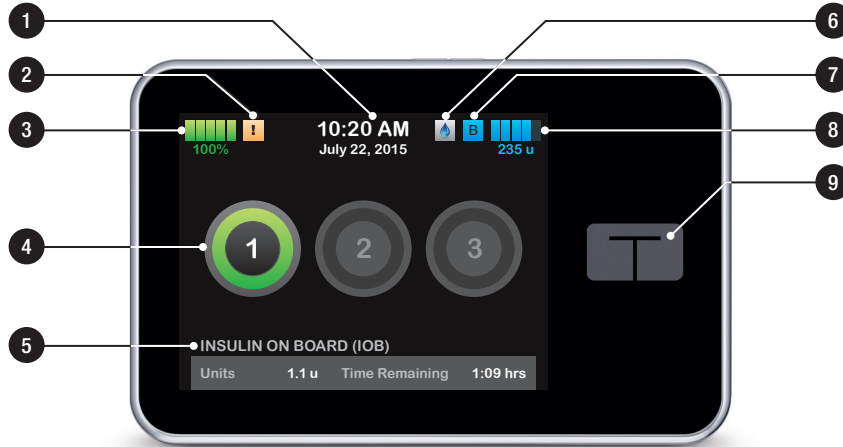 1
6
2
7
3
8
!
10:20 AM
B
100%
July 22, 2015
235 u
9
4
1
2
3
5
INSULIN ON BOARD (IOB)
Units 1.1 u Time Remaining 1:09 hrs